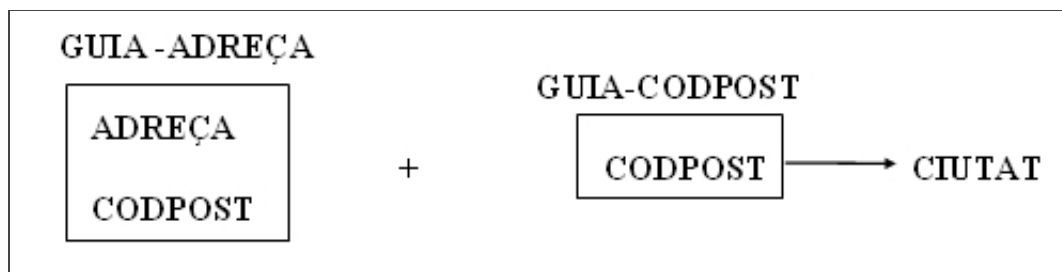 GUIA -ADREÇA
ADREÇA
CODPOST
+
GUIA-CODPOST
CODPOST
CIUTAT